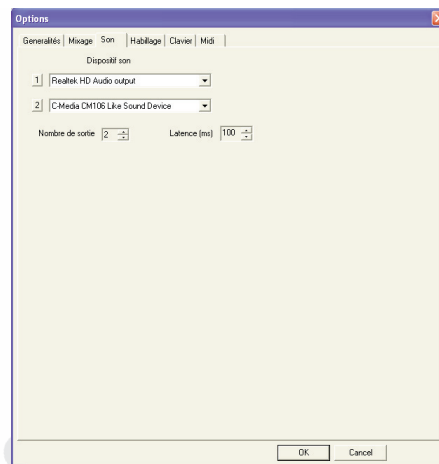 Options
Generalités Mixage Son Habillage Clavier Midi
Dispositif son
1 Realtek HD Audio output
2 C-Media CM106 Like Sound Device
Nombre de sortie 2 Latence (ms) 100
OK Cancel